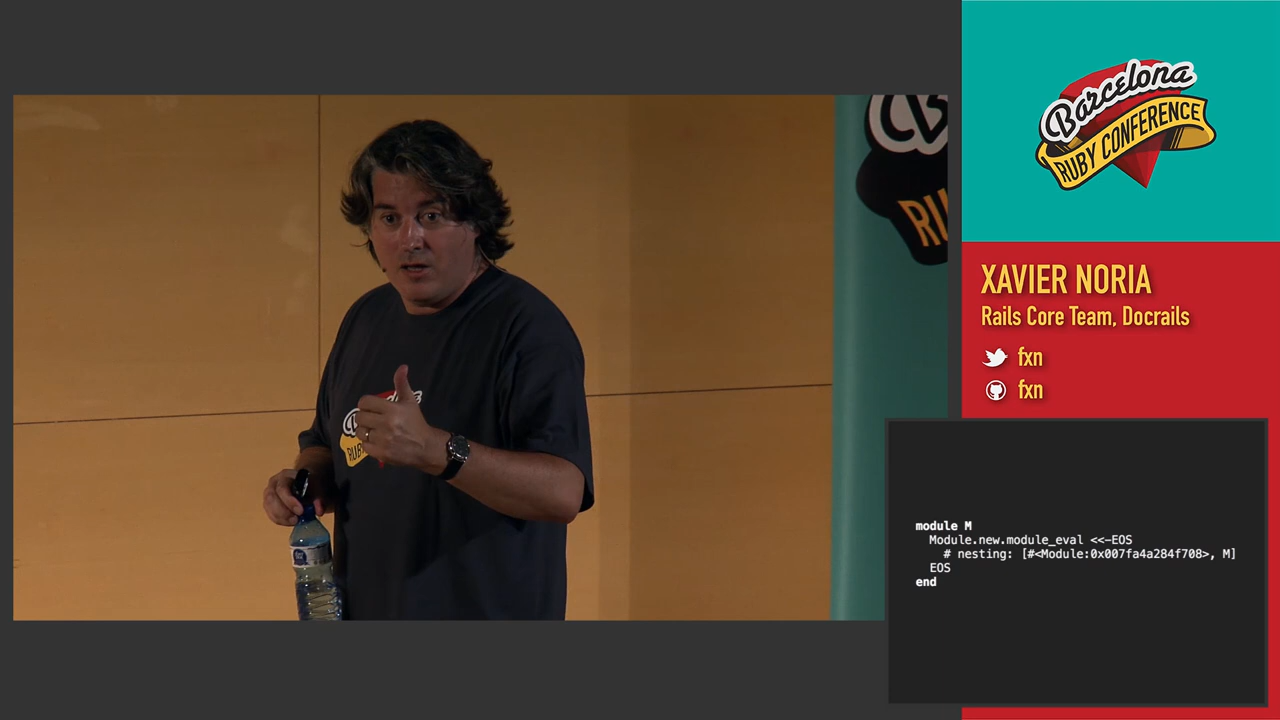 Barcelona
RUBY CONFERENCE
XAVIER NORIA
Rails Core Team, Docrails
fxn
fxn
module M
  Module.new.module_eval <<-EOS
    # nesting: [#<Module:0x007fa4a284f708>, M]
  EOS
end